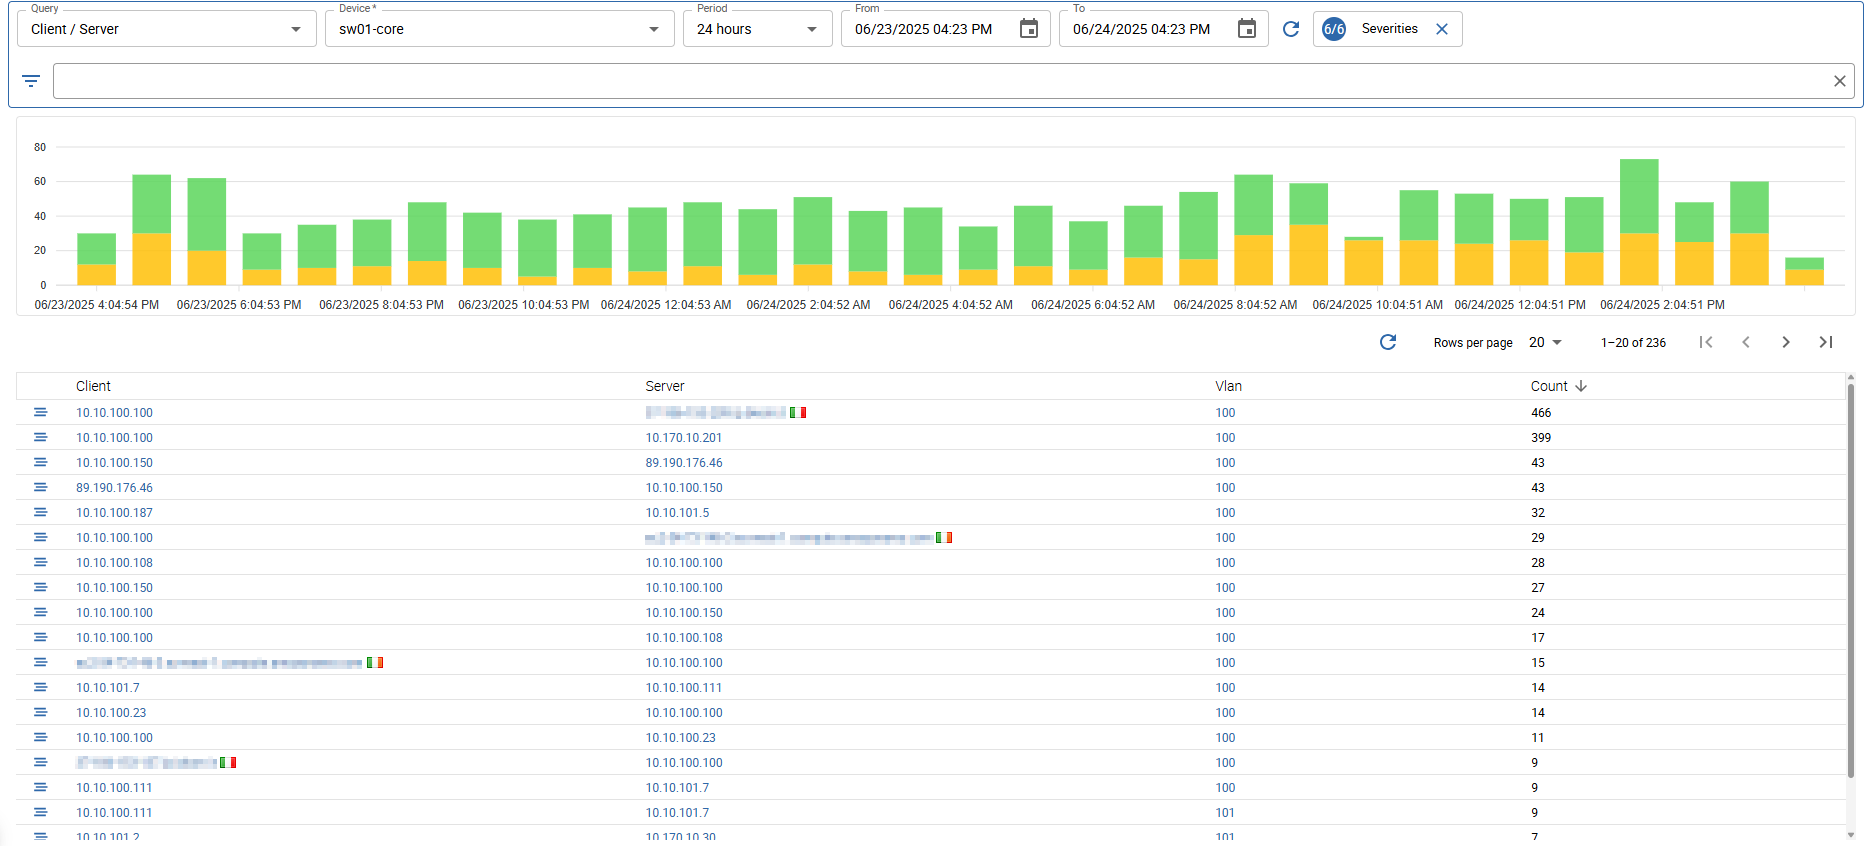 Query Device * Period From To
Client / Server sw01-core 24 hours 06/23/2025 04:23 PM 06/24/2025 04:23 PM 6/6 Severities
80
60
40
20
0
06/23/2025 4:04:54 PM 06/23/2025 6:04:53 PM 06/23/2025 8:04:53 PM 06/23/2025 10:04:53 PM 06/24/2025 12:04:53 AM 06/24/2025 2:04:52 AM 06/24/2025 4:04:52 AM 06/24/2025 6:04:52 AM 06/24/2025 8:04:52 AM 06/24/2025 10:04:51 AM 06/24/2025 12:04:51 PM 06/24/2025 2:04:51 PM
Rows per page 20 1–20 of 236
Client Server Vlan Count
10.10.100.100 100 466
10.10.100.100 10.170.10.201 100 399
10.10.100.150 89.190.176.46 100 43
89.190.176.46 10.10.100.150 100 43
10.10.100.187 10.10.101.5 100 32
10.10.100.100 100 29
10.10.100.108 10.10.100.100 100 28
10.10.100.150 10.10.100.100 100 27
10.10.100.100 10.10.100.150 100 24
10.10.100.100 10.10.100.108 100 17
10.10.100.100 100 15
10.10.101.7 10.10.100.111 100 14
10.10.100.23 10.10.100.100 100 14
10.10.100.100 10.10.100.23 100 11
10.10.100.100 100 9
10.10.100.111 10.10.101.7 100 9
10.10.100.111 10.10.101.7 101 9
10.10.101.2 10.170.10.30 101 7